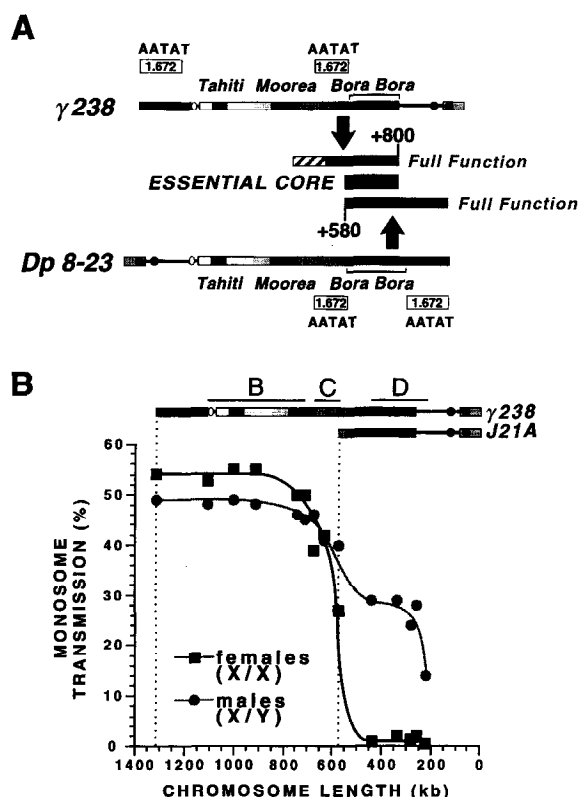 A
AATAT AATAT
1.672 1.672
Tahiti Moorea Bora Bora
γ238
+800
Full Function
ESSENTIAL CORE
Full Function
+580
Dp 8-23
Tahiti Moorea Bora Bora
1.672 1.672
AATAT AATAT
B
B C D
γ238
J21A
MONOSOME
TRANSMISSION (%)
60
50
40
30
20
10
0
females
(X/X)
males
(X/Y)
1400 1200 1000 800 600 400 200 0
CHROMOSOME LENGTH (kb)